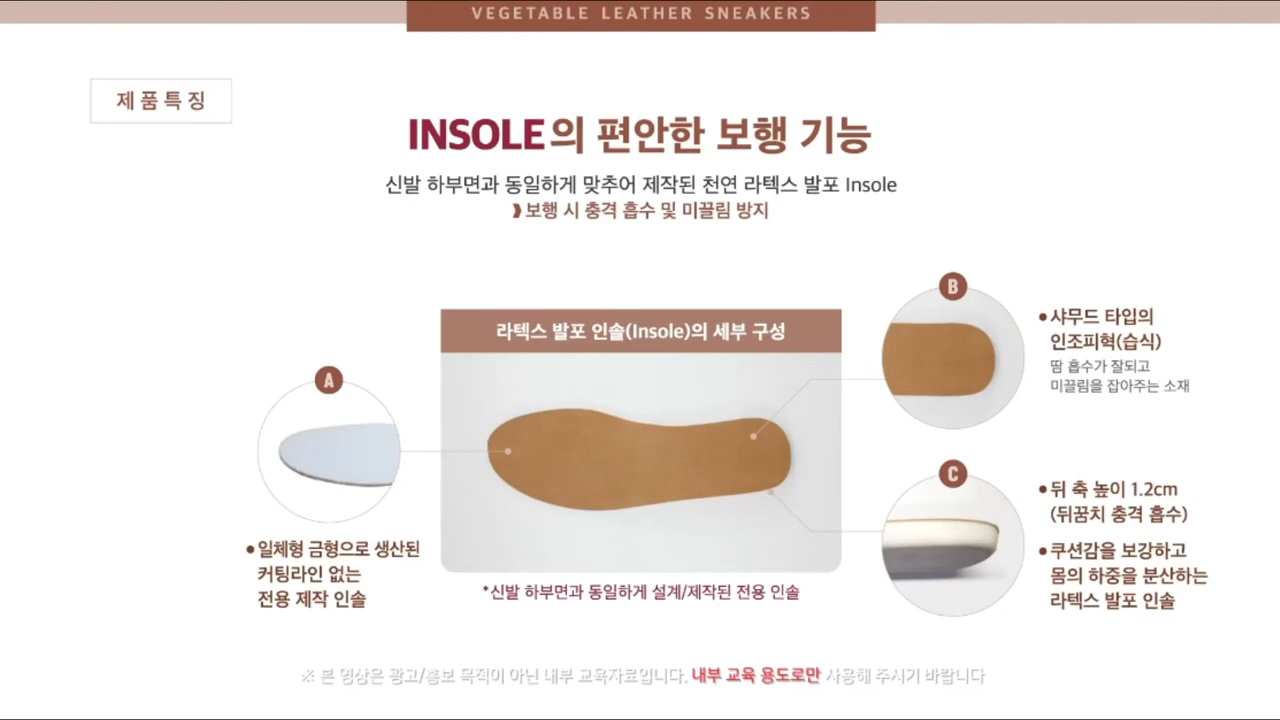 VEGETABLE LEATHER SNEAKERS
제품특징
INSOLE의 편안한 보행 기능
신발 하부면과 동일하게 맞추어 제작된 천연 라텍스 발포 Insole
》보행 시 충격 흡수 및 미끌림 방지
라텍스 발포 인솔(Insole)의 세부 구성
A
• 일체형 금형으로 생산된
커팅라인 없는
전용 제작 인솔
*신발 하부면과 동일하게 설계/제작된 전용 인솔
B
• 샤무드 타입의
인조피혁(습식)
땀 흡수가 잘되고
미끌림을 잡아주는 소재
C
• 뒤 축 높이 1.2cm
(뒤꿈치 충격 흡수)
• 쿠션감을 보강하고
몸의 하중을 분산하는
라텍스 발포 인솔
※ 본 영상은 광고/홍보 목적이 아닌 내부 교육자료입니다. 내부 교육 용도로만 사용해 주시기 바랍니다